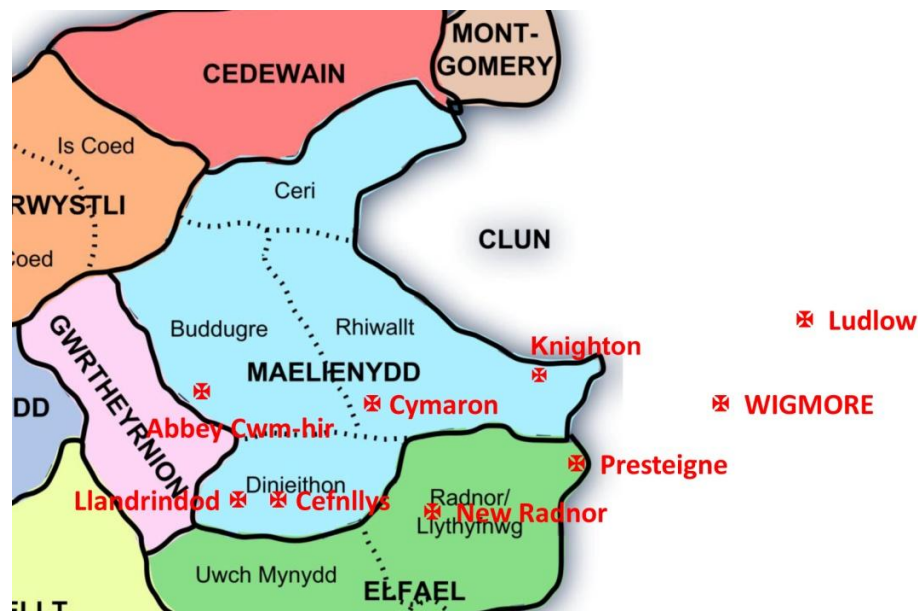 MONT-
GOMERY
CEDEWAIN
Is Coed
RWYSTLI
Ceri
CLUN
Coed
Buddugre
Rhiwallt
Ludlow
Knighton
GWRTHEYRNION
MAELIENYDD
DD
Cymaron
WIGMORE
Abbey Cwm-hir
Presteigne
Dinieithon
Llandrindod
Cefnllys
Radnor/
New Radnor
Llythyfnwg
Uwch Mynydd
ELFAEL
ELLT